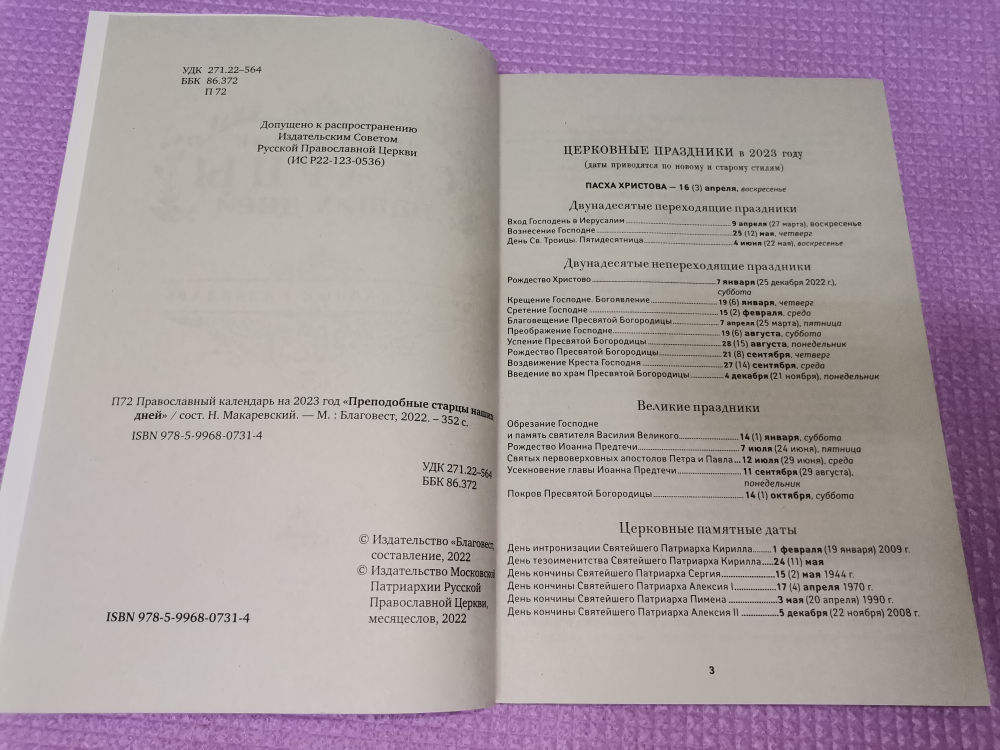 УДК 271.22–564
ББК 86.372
П 72
Допущено к распространению
Издательским Советом
Русской Православной Церкви
(ИС Р22-123-0536)
П72 Православный календарь на 2023 год «Преподобные старцы наших
дней» / сост. Н. Макаревский. — М. : Благовест, 2022. – 352 с.
ISBN 978-5-9968-0731-4
УДК 271.22–564
ББК 86.372
© Издательство «Благовест,
составление, 2022
© Издательство Московской
Патриархии Русской
Православной Церкви,
месяцеслов, 2022
ISBN 978-5-9968-0731-4
ЦЕРКОВНЫЕ ПРАЗДНИКИ в 2023 году
(даты приводятся по новому и старому стилям)
ПАСХА ХРИСТОВА — 16 (3) апреля, воскресенье
Двунадесятые переходящие праздники
Вход Господень в Иерусалим........9 апреля (27 марта), воскресенье
Вознесение Господне........25 (12) мая, четверг
День Св. Троицы. Пятидесятница........4 июня (22 мая), воскресенье
Двунадесятые непереходящие праздники
Рождество Христово........7 января (25 декабря 2022 г.),
суббота
Крещение Господне. Богоявление........19 (6) января, четверг
Сретение Господне........15 (2) февраля, среда
Благовещение Пресвятой Богородицы........7 апреля (25 марта), пятница
Преображение Господне........19 (6) августа, суббота
Успение Пресвятой Богородицы........28 (15) августа, понедельник
Рождество Пресвятой Богородицы........21 (8) сентября, четверг
Воздвижение Креста Господня........27 (14) сентября, среда
Введение во храм Пресвятой Богородицы........4 декабря (21 ноября), понедельник
Великие праздники
Обрезание Господне
и память святителя Василия Великого........14 (1) января, суббота
Рождество Иоанна Предтечи........7 июля (24 июня), пятница
Святых первоверховных апостолов Петра и Павла...12 июля (29 июня), среда
Усекновение главы Иоанна Предтечи........11 сентября (29 августа),
понедельник
Покров Пресвятой Богородицы........14 (1) октября, суббота
Церковные памятные даты
День интронизации Святейшего Патриарха Кирилла........1 февраля (19 января) 2009 г.
День тезоименитства Святейшего Патриарха Кирилла.....24 (11) мая
День кончины Святейшего Патриарха Сергия........15 (2) мая 1944 г.
День кончины Святейшего Патриарха Алексия I........17 (4) апреля 1970 г.
День кончины Святейшего Патриарха Пимена ........3 мая (20 апреля) 1990 г.
День кончины Святейшего Патриарха Алексия II ........5 декабря (22 ноября) 2008 г.
3